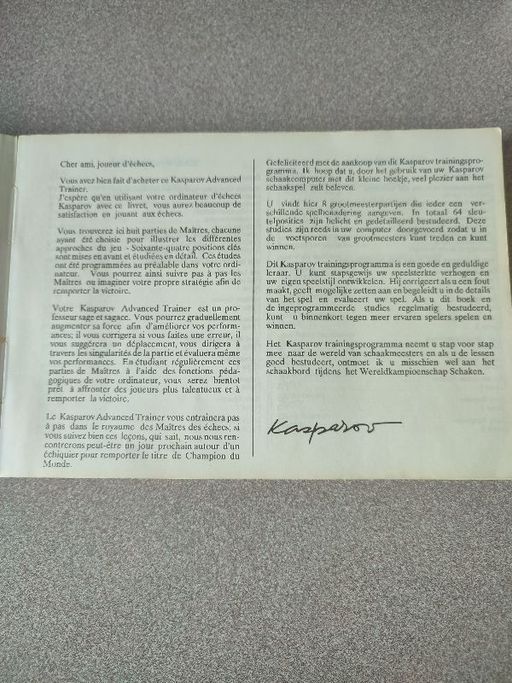 Cher ami, joueur d'échecs,
Vous avez bien fait d'acheter ce Kasparov Advanced
Trainer.
J'espère qu'en utilisant votre ordinateur d'échecs
Kasparov avec ce livret, vous aurez beaucoup de
satisfaction en jouant aux échecs.
Vous trouverez ici huit parties de Maîtres, chacune
ayant été choisie pour illustrer les différentes
approches du jeu - Soixante-quatre positions clés
sont mises en avant et étudiées en détail. Ces études
ont été programmées au préalable dans votre ordi-
nateur. Vous pourrez ainsi suivre pas à pas les
Maîtres ou imaginer votre propre stratégie afin de
remporter la victoire.
Votre Kasparov Advanced Trainer est un pro-
fesseur sage et sagace. Vous pourrez graduellement
augmenter sa force afin d'améliorer vos perform-
ances; il vous corrigera si vous faites une erreur, il
vous suggérera un déplacement, vous dirigera à
travers les singularités de la partie et évaluera même
vos performances. En étudiant régulièrement ces
parties de Maîtres à l'aide des fonctions péda-
gogiques de votre ordinateur, vous serez bientôt
prêt à affronter des joueurs plus talentueux et à
remporter la victoire.
Le Kasparov Advanced Trainer vous entraînera pas
à pas dans le royaume des Maîtres des échecs, si
vous suivez bien ces leçons, qui sait, nous nous ren-
contrerons peut-être un jour prochain autour d'un
échiquier pour remporter le titre de Champion du
Monde.
Gefeliciteerd met de aankoop van dit Kasparov trainingspro-
gramma. Ik hoop dat u, door het gebruik van uw Kasparov
schaakcomputer met dit kleine boekje, veel plezier aan het
schaakspel zult beleven.
U vindt hier 8 grootmeesterpartijen die ieder een ver-
schillende spelbenadering aangeven. In totaal 64 sleu-
telposities zijn belicht en gedetailleerd bestudeerd. Deze
studies zijn reeds in uw computer doorgevoerd zodat u in
de voetsporen van grootmeesters kunt treden en kunt
winnen.
Dit Kasparov trainingsprogramma is een goede en geduldige
leraar. U kunt stapsgewijs uw speelsterkte verhogen en
uw eigen speelstijl ontwikkelen. Hij corrigeert als u een fout
maakt, geeft mogelijke zetten aan en begeleidt u in de details
van het spel en evalueert uw spel. Als u dit boek en
de ingeprogrammeerde studies regelmatig bestudeerd,
kunt u binnenkort tegen meer ervaren spelers spelen en
winnen.
Het Kasparov trainingsprogramma neemt u stap voor stap
mee naar de wereld van schaakmeesters en als u de lessen
goed bestudeert, ontmoet ik u misschien wel aan het
schaakbord tijdens het Wereldkampioenschap Schaken.
Kasparov